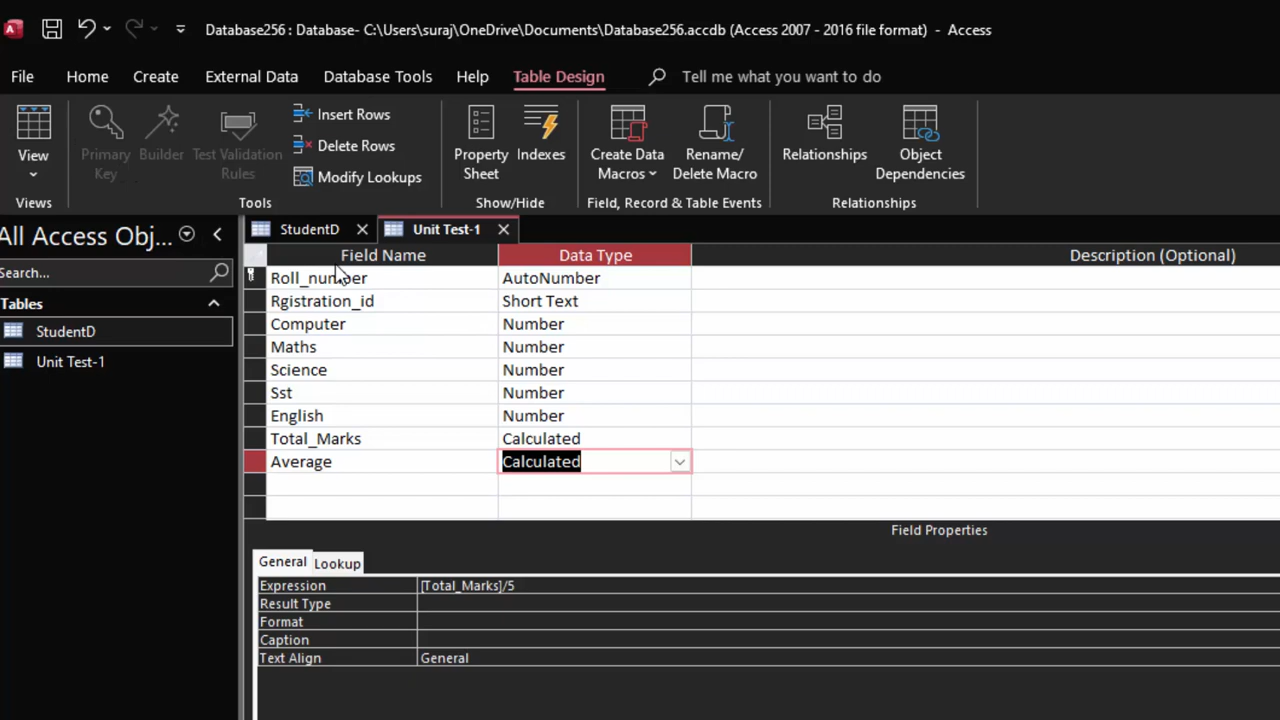 Database256 : Database- C:\Users\suraj\OneDrive\Documents\Database256.accdb (Access 2007 - 2016 file format) - Access
File Home Create External Data Database Tools Help Table Design Tell me what you want to do
View
Primary Key
Builder
Test Validation Rules
Insert Rows
Delete Rows
Modify Lookups
Property Sheet
Indexes
Create Data Macros
Rename/ Delete Macro
Relationships
Object Dependencies
Views Tools Show/Hide Field, Record & Table Events Relationships
All Access Obj...
Search...
Tables
StudentD
Unit Test-1
StudentD Unit Test-1
Field Name Data Type Description (Optional)
Roll_number AutoNumber
Rgistration_id Short Text
Computer Number
Maths Number
Science Number
Sst Number
English Number
Total_Marks Calculated
Average Calculated
Field Properties
General Lookup
Expression [Total_Marks]/5
Result Type
Format
Caption
Text Align General